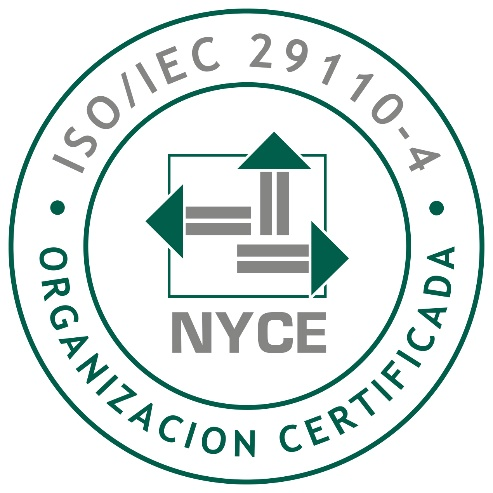 ISO/IEC 29110-4
NYCE
ORGANIZACION CERTIFICADA